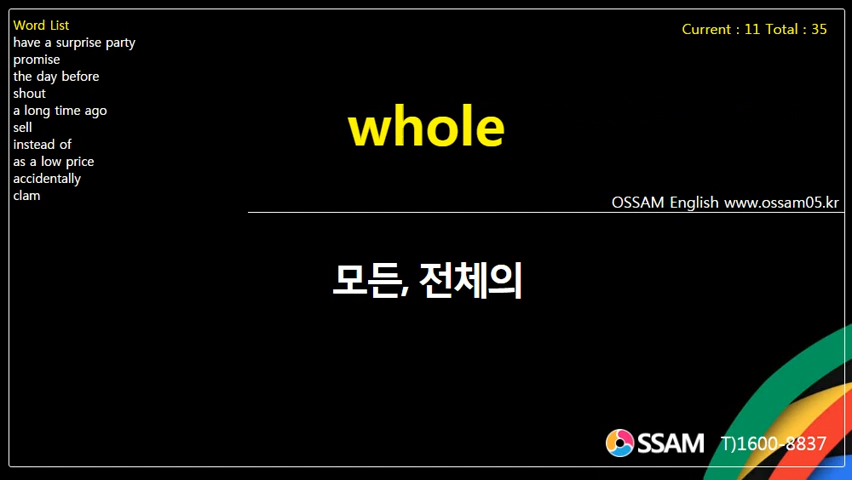 Word List
have a surprise party
promise
the day before
shout
a long time ago
sell
instead of
as a low price
accidentally
clam
Current : 11 Total : 35
whole
OSSAM English www.ossam05.kr
모든, 전체의
OSSAM T)1600-8837